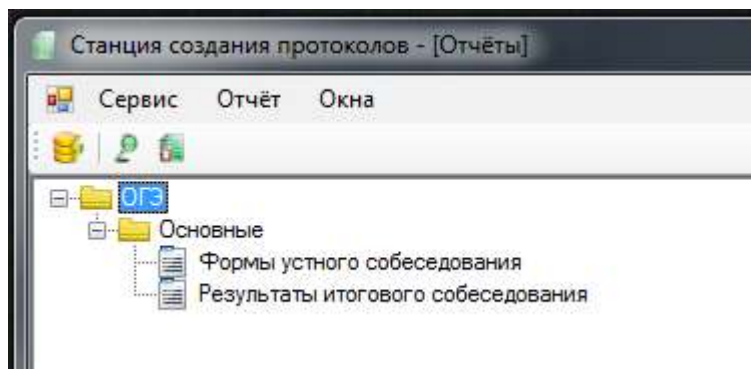 Станция создания протоколов - [Отчёты]
Сервис Отчёт Окна
ОГЭ
Основные
Формы устного собеседования
Результаты итогового собеседования